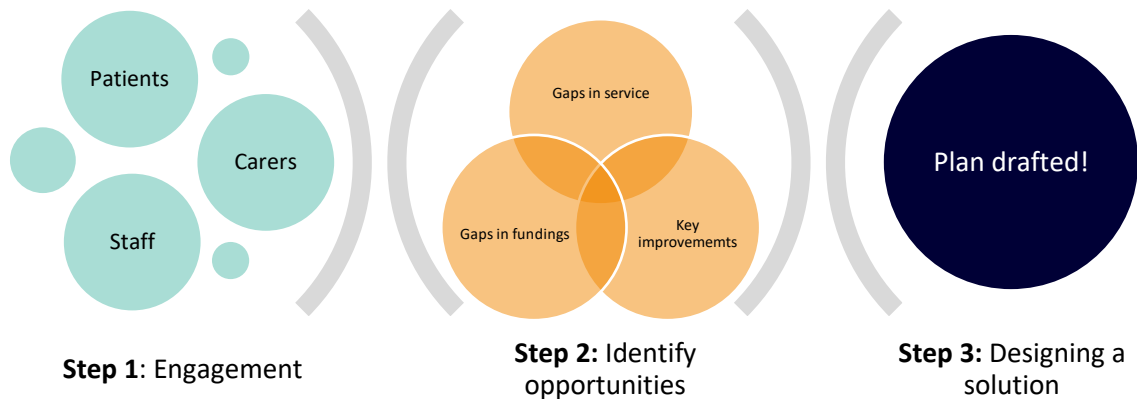 Patients
Carers
Staff
Gaps in service
Gaps in fundings
Key
improvememts
Plan drafted!
Step 1: Engagement
Step 2: Identify
opportunities
Step 3: Designing a
solution